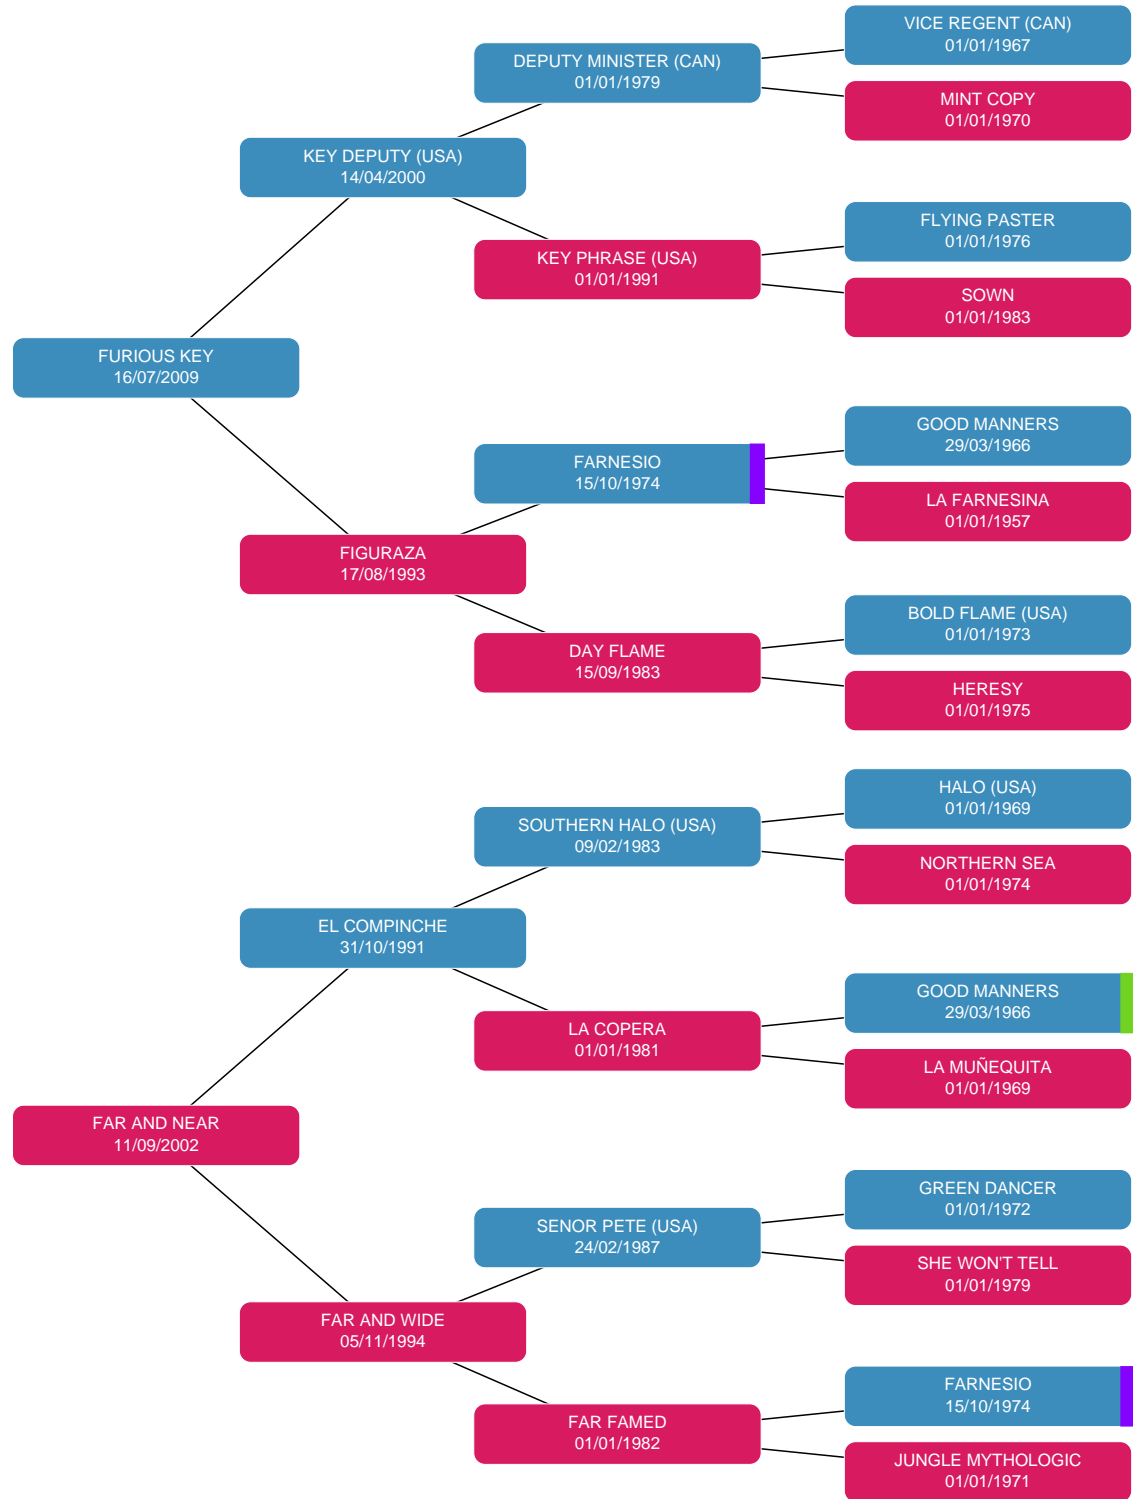 VICE REGENT (CAN)
01/01/1967
DEPUTY MINISTER (CAN)
01/01/1979
MINT COPY
01/01/1970
KEY DEPUTY (USA)
14/04/2000
FLYING PASTER
01/01/1976
KEY PHRASE (USA)
01/01/1991
SOWN
01/01/1983
FURIOUS KEY
16/07/2009
GOOD MANNERS
29/03/1966
FARNESIO
15/10/1974
LA FARNESINA
01/01/1957
FIGURAZA
17/08/1993
BOLD FLAME (USA)
01/01/1973
DAY FLAME
15/09/1983
HERESY
01/01/1975
HALO (USA)
01/01/1969
SOUTHERN HALO (USA)
09/02/1983
NORTHERN SEA
01/01/1974
EL COMPINCHE
31/10/1991
GOOD MANNERS
29/03/1966
LA COPERA
01/01/1981
LA MUÑEQUITA
01/01/1969
FAR AND NEAR
11/09/2002
GREEN DANCER
01/01/1972
SENOR PETE (USA)
24/02/1987
SHE WON'T TELL
01/01/1979
FAR AND WIDE
05/11/1994
FARNESIO
15/10/1974
FAR FAMED
01/01/1982
JUNGLE MYTHOLOGIC
01/01/1971